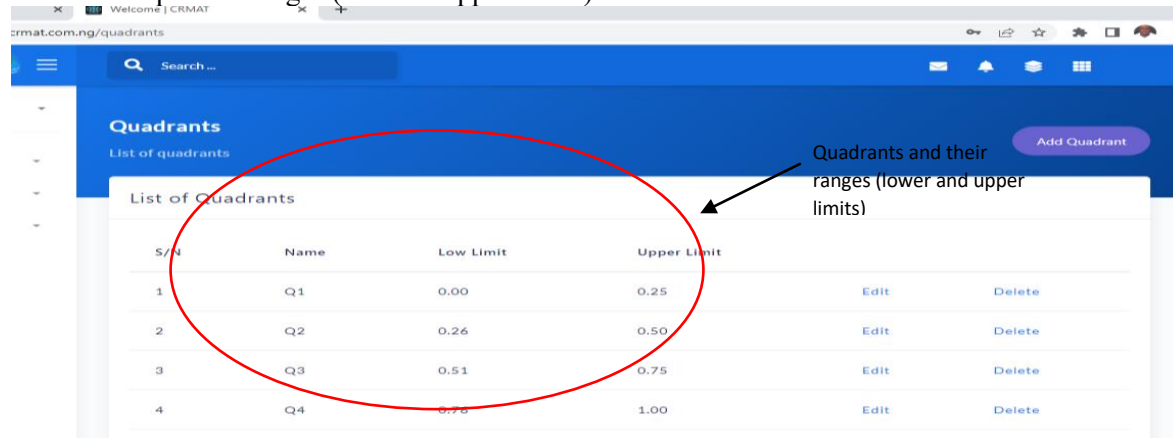 Welcome | CRMAT
crmat.com.ng/quadrants
Search ...
Quadrants
List of quadrants
Add Quadrant
Quadrants and their
ranges (lower and upper
limits)
List of Quadrants
S/N Name Low Limit Upper Limit
1 Q1 0.00 0.25 Edit Delete
2 Q2 0.26 0.50 Edit Delete
3 Q3 0.51 0.75 Edit Delete
4 Q4 0.76 1.00 Edit Delete